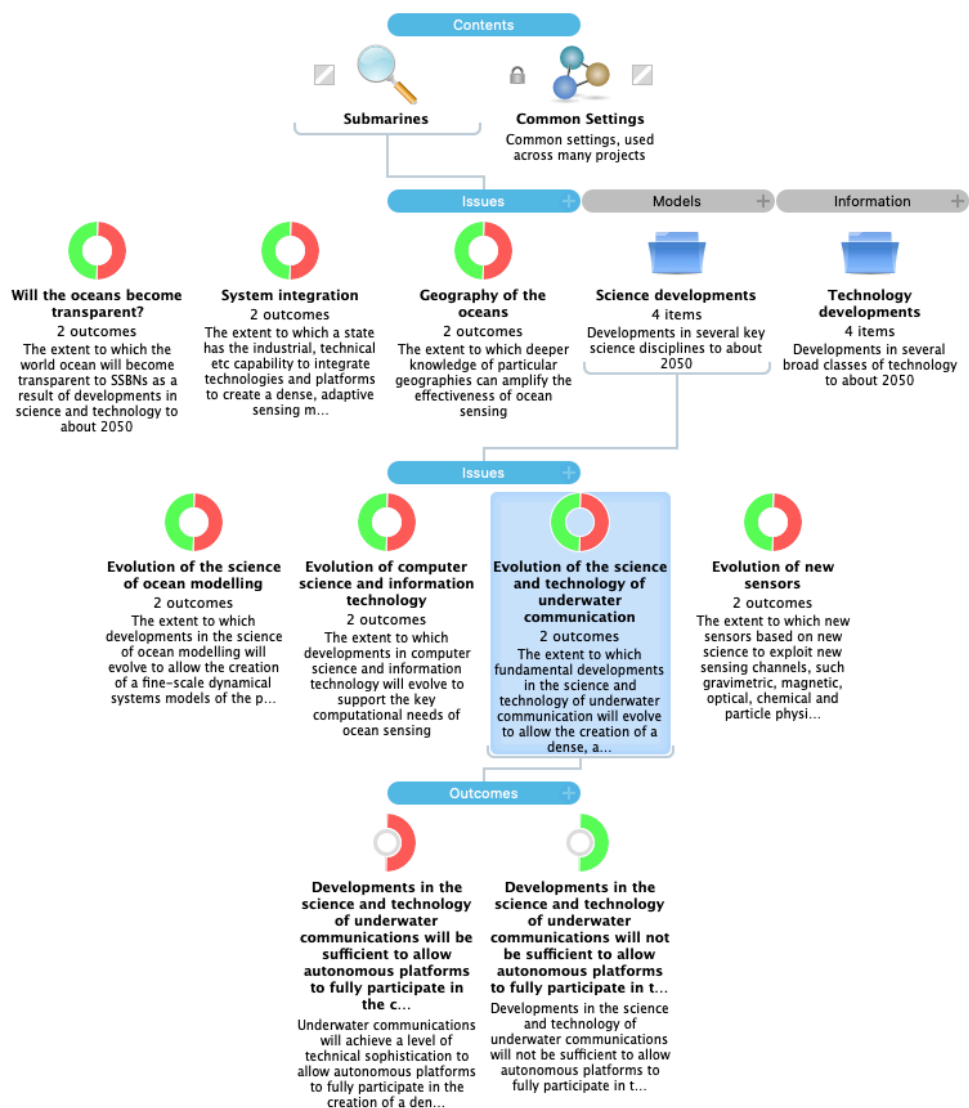 Contents
Submarines
Common Settings
Common settings, used
across many projects
Issues
Models
Information
Will the oceans become
transparent?
2 outcomes
The extent to which the
world ocean will become
transparent to SSBNs as a
result of developments in
science and technology to
about 2050
System integration
2 outcomes
The extent to which a state
has the industrial, technical
etc capability to integrate
technologies and platforms
to create a dense, adaptive
sensing m...
Geography of the
oceans
2 outcomes
The extent to which deeper
knowledge of particular
geographies can amplify the
effectiveness of ocean
sensing
Science developments
4 items
Developments in several key
science disciplines to about
2050
Technology
developments
4 items
Developments in several
broad classes of technology
to about 2050
Issues
Evolution of the science
of ocean modelling
2 outcomes
The extent to which
developments in the science
of ocean modelling will
evolve to allow the creation
of a fine-scale dynamical
systems models of the p...
Evolution of computer
science and information
technology
2 outcomes
The extent to which
developments in computer
science and information
technology will evolve to
support the key
computational needs of
ocean sensing
Evolution of the science
and technology of
underwater
communication
2 outcomes
The extent to which
fundamental developments
in the science and
technology of underwater
communication will evolve
to allow the creation of a
dense, a...
Evolution of new
sensors
2 outcomes
The extent to which new
sensors based on new
science to exploit new
sensing channels, such
gravimetric, magnetic,
optical, chemical and
particle physi...
Outcomes
Developments in the
science and technology
of underwater
communications will be
sufficient to allow
autonomous platforms
to fully participate in
the c...
Underwater communications
will achieve a level of
technical sophistication to
allow autonomous platforms
to fully participate in the
creation of a den...
Developments in the
science and technology
of underwater
communications will not
be sufficient to allow
autonomous platforms
to fully participate in t...
Developments in the science
and technology of
underwater communications
will not be sufficient to allow
autonomous platforms to
fully participate in t...